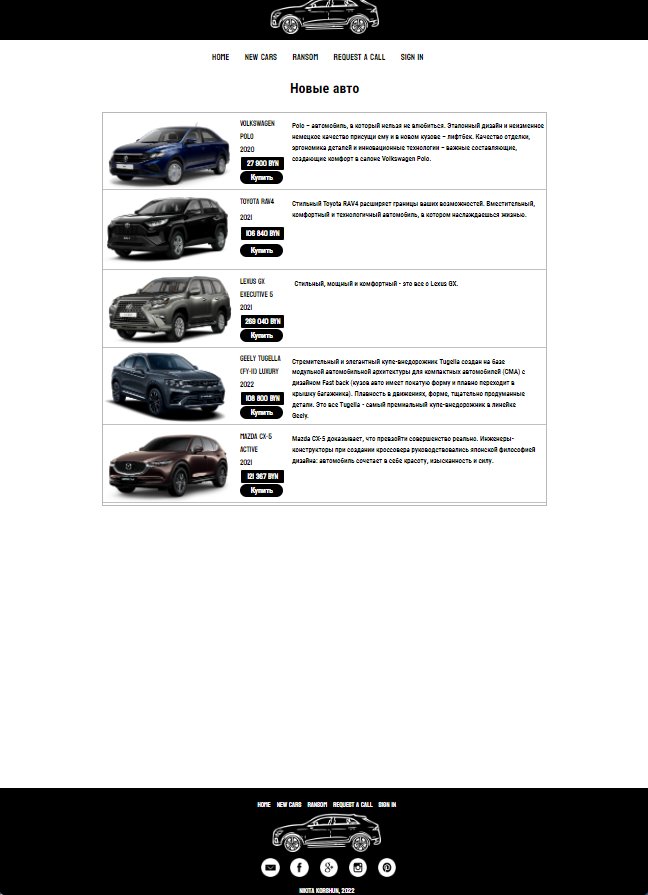 HOME NEW CARS RANSOM REQUEST A CALL SIGN IN
Новые авто
VOLKSWAGEN
POLO
2020
27 900 BYN
Купить
Polo – автомобиль, в который нельзя не влюбиться. Эталонный дизайн и неизменное
немецкое качество присущи ему и в новом кузове – лифтбек. Качество отделки,
эргономика деталей и инновационные технологии – важные составляющие,
создающие комфорт в салоне Volkswagen Polo.
TOYOTA RAV4
2021
106 640 BYN
Купить
Стильный Toyota RAV4 расширяет границы ваших возможностей. Вместительный,
комфортный и технологичный автомобиль, в котором наслаждаешься жизнью.
LEXUS GX
EXECUTIVE 5
2021
269 040 BYN
Купить
Стильный, мощный и комфортный - это все о Lexus GX.
GEELY TUGELLA
(FY-11) LUXURY
2022
108 600 BYN
Купить
Стремительный и элегантный купе-внедорожник Tugella создан на базе
модульной автомобильной архитектуры для компактных автомобилей (CMA) с
дизайном Fast back (кузов авто имеет покатую форму и плавно переходит в
крышку багажника). Плавность в движениях, форме, тщательно продуманные
детали. Это все Tugella - самый премиальный купе-внедорожник в линейке
Geely.
MAZDA CX-5
ACTIVE
2021
121 367 BYN
Купить
Mazda CX-5 доказывает, что превзойти совершенство реально. Инженеры-
конструкторы при создании кроссовера руководствовались японской философией
дизайна: автомобиль сочетает в себе красоту, изысканность и силу.
HOME NEW CARS RANSOM REQUEST A CALL SIGN IN
NIKITA KORSHUN, 2022